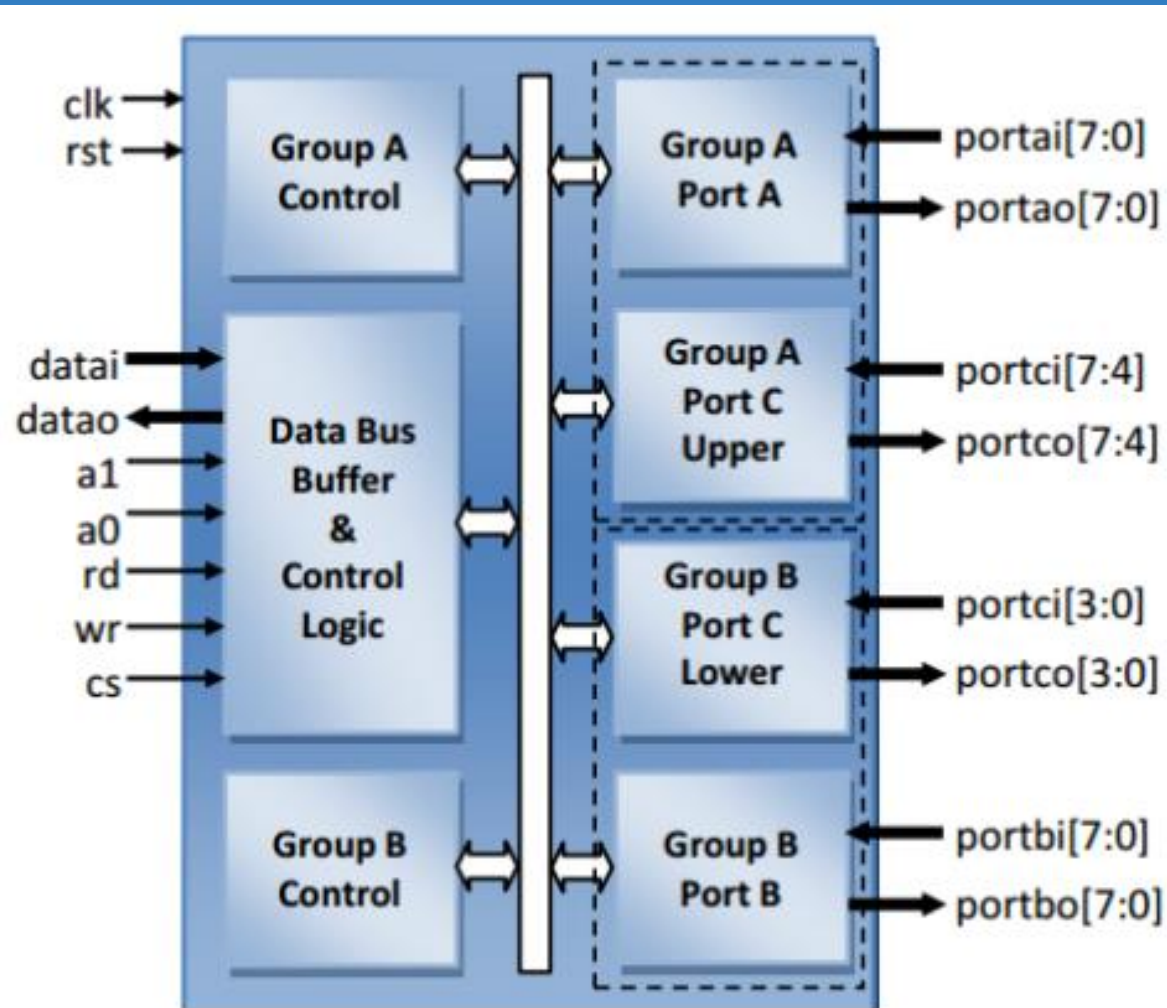 clk
rst
datai
datao
a1
a0
rd
wr
cs
Group A
Control
Data Bus
Buffer
&
Control
Logic
Group B
Control
Group A
Port A
Group A
Port C
Upper
Group B
Port C
Lower
Group B
Port B
portai[7:0]
portao[7:0]
portci[7:4]
portco[7:4]
portci[3:0]
portco[3:0]
portbi[7:0]
portbo[7:0]